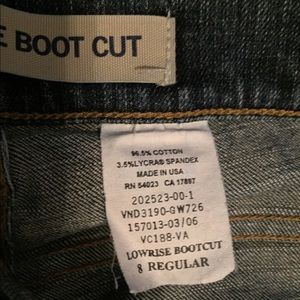 E BOOT CUT
96.5% COTTON
3.5% LYCRA® SPANDEX
MADE IN USA
RN 54023 CA 17897
202523-00-1
VND3190-GW726
157013-03/06
VC188-VA
LOWRISE BOOTCUT
8 REGULAR